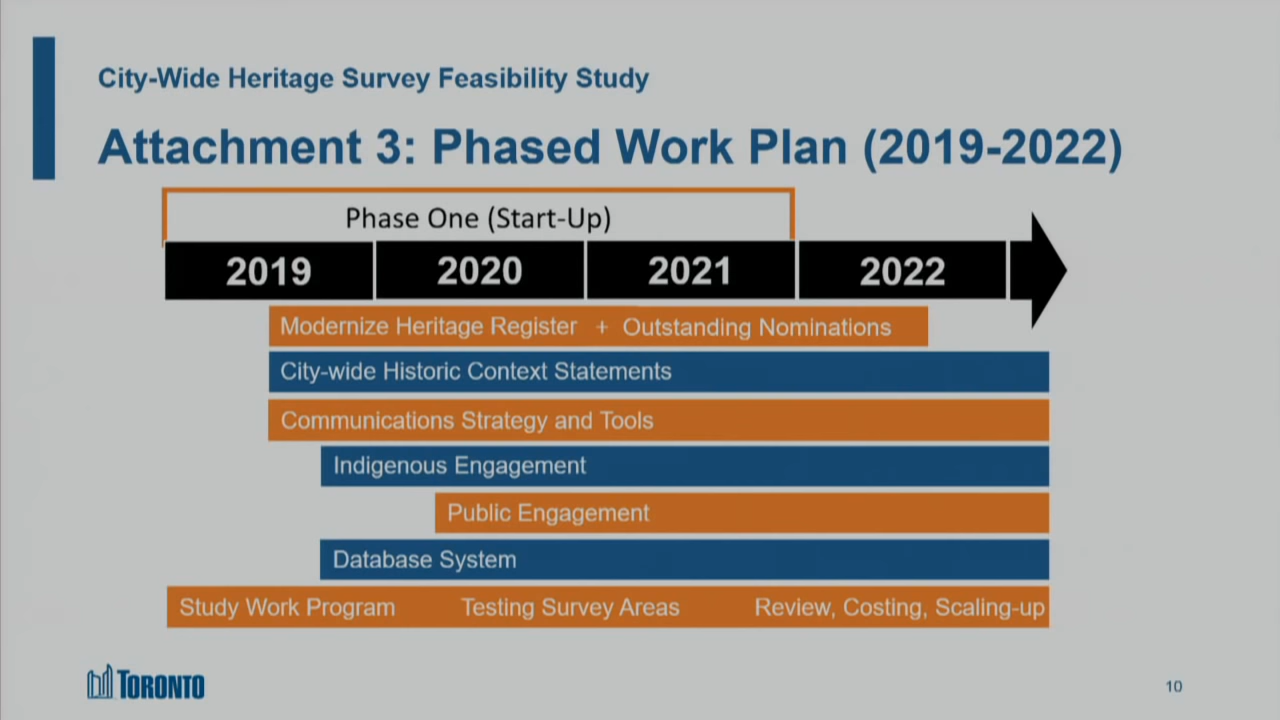 City-Wide Heritage Survey Feasibility Study
Attachment 3: Phased Work Plan (2019-2022)
Phase One (Start-Up)
2019 2020 2021 2022
Modernize Heritage Register + Outstanding Nominations
City-wide Historic Context Statements
Communications Strategy and Tools
Indigenous Engagement
Public Engagement
Database System
Study Work Program Testing Survey Areas Review, Costing, Scaling-up
TORONTO
10